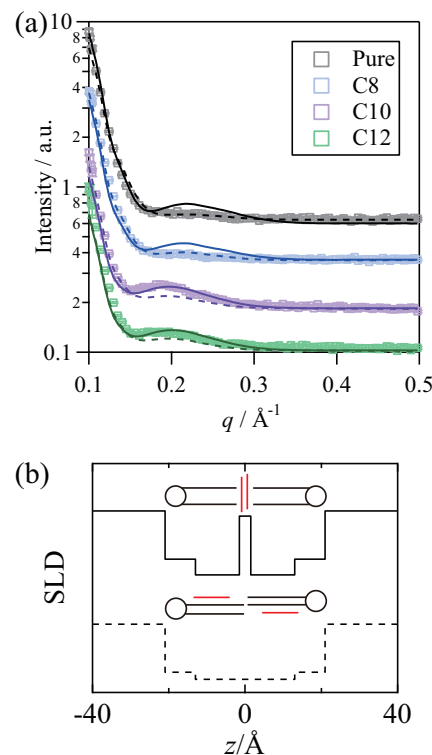 (a)
10
8
6
4
2
1
8
6
4
2
0.1
Intensity / a.u.
Pure
C8
C10
C12
0.1 0.2 0.3 0.4 0.5
q / Å⁻¹
(b)
SLD
-40 0 40
z/Å